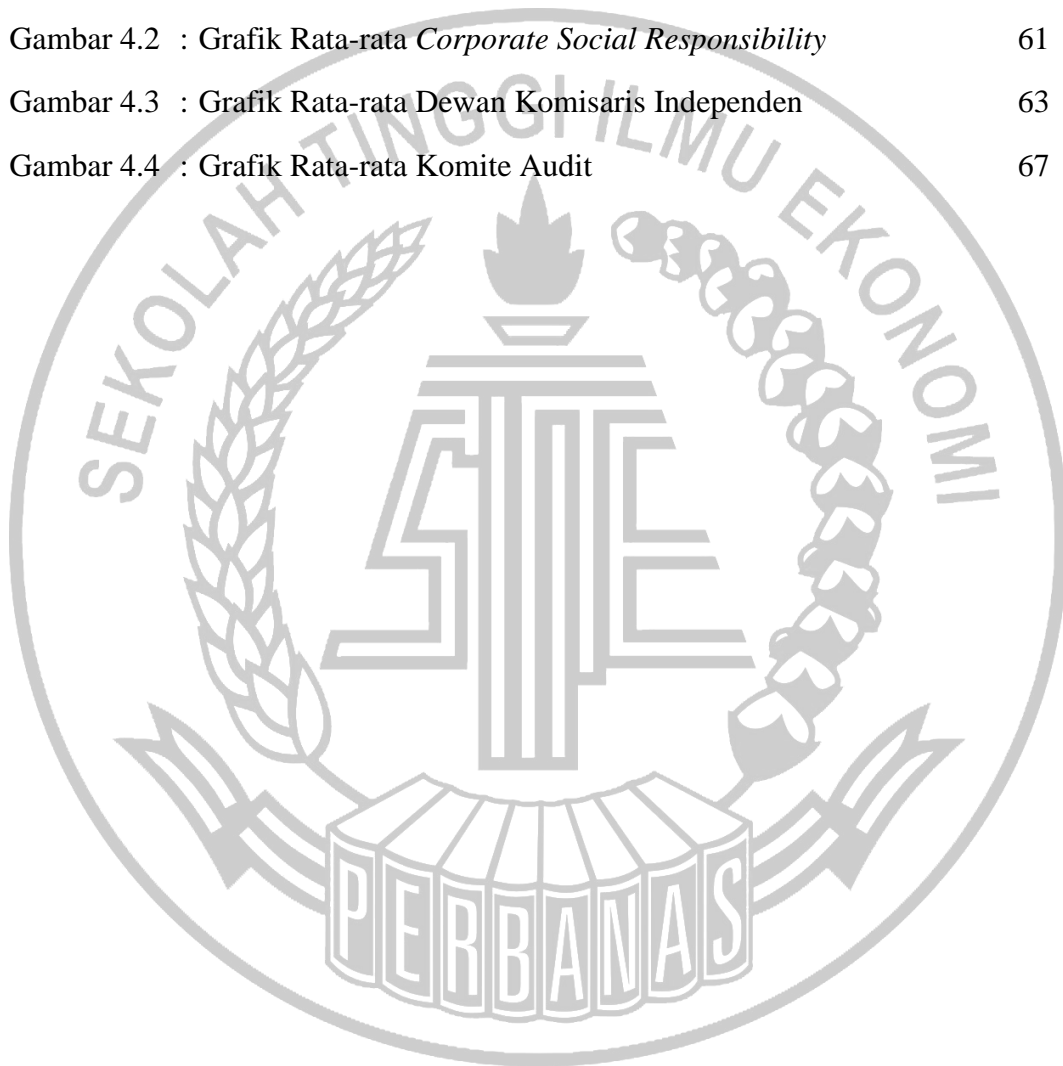 Gambar 4.2 : Grafik Rata-rata Corporate Social Responsibility 61
Gambar 4.3 : Grafik Rata-rata Dewan Komisaris Independen 63
Gambar 4.4 : Grafik Rata-rata Komite Audit 67
SEKOLAH TINGGI ILMU EKONOMI
STIE
PERBANAS